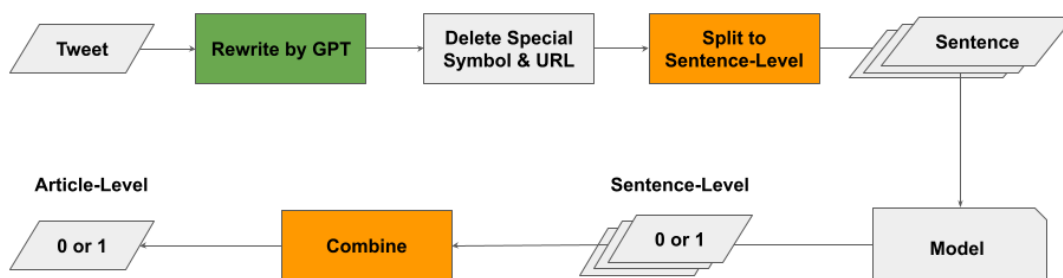 Tweet
Rewrite by GPT
Delete Special
Symbol & URL
Split to
Sentence-Level
Sentence
Article-Level
Sentence-Level
0 or 1
Combine
0 or 1
Model